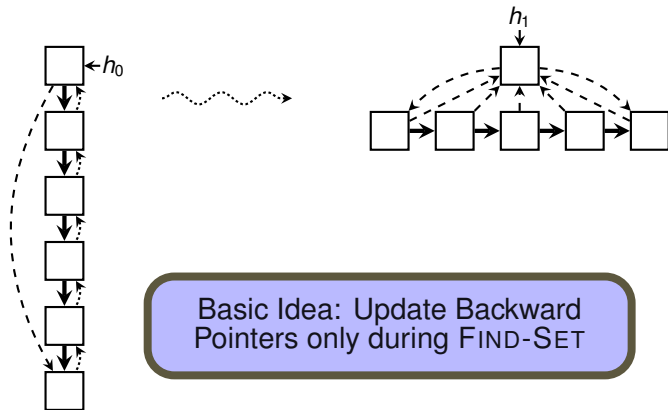 h₁
h₀
Basic Idea: Update Backward
Pointers only during FIND-SET